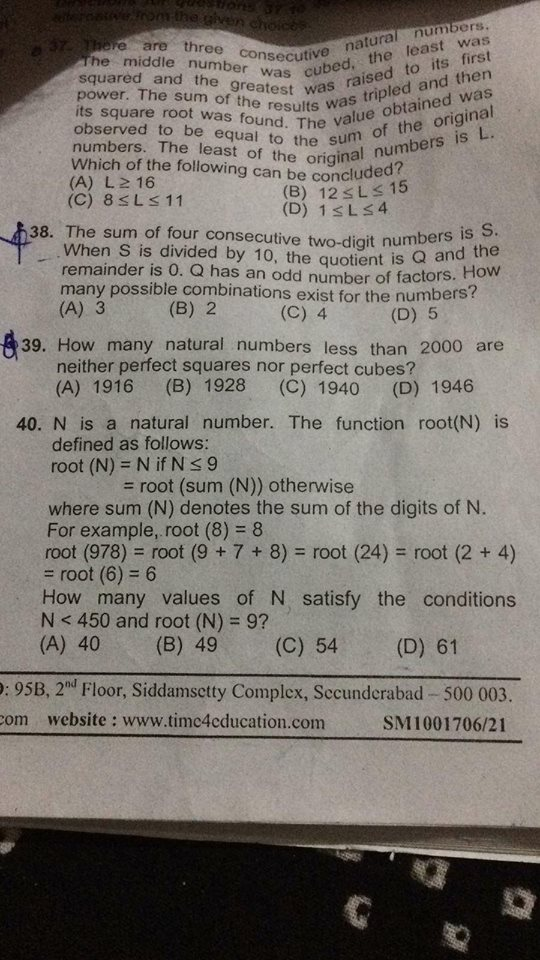 alternative from the given choices.
37. There are three consecutive natural numbers.
The middle number was cubed, the least was
squared and the greatest was raised to its first
power. The sum of the results was tripled and then
its square root was found. The value obtained was
observed to be equal to the sum of the original
numbers. The least of the original numbers is L.
Which of the following can be concluded?
(A) L ≥ 16 (B) 12 ≤ L ≤ 15
(C) 8 ≤ L ≤ 11 (D) 1 ≤ L ≤ 4
38. The sum of four consecutive two-digit numbers is S.
When S is divided by 10, the quotient is Q and the
remainder is 0. Q has an odd number of factors. How
many possible combinations exist for the numbers?
(A) 3 (B) 2 (C) 4 (D) 5
39. How many natural numbers less than 2000 are
neither perfect squares nor perfect cubes?
(A) 1916 (B) 1928 (C) 1940 (D) 1946
40. N is a natural number. The function root(N) is
defined as follows:
root (N) = N if N ≤ 9
= root (sum (N)) otherwise
where sum (N) denotes the sum of the digits of N.
For example, root (8) = 8
root (978) = root (9 + 7 + 8) = root (24) = root (2 + 4)
= root (6) = 6
How many values of N satisfy the conditions
N < 450 and root (N) = 9?
(A) 40 (B) 49 (C) 54 (D) 61
: 95B, 2nd Floor, Siddamsetty Complex, Secunderabad – 500 003.
com website : www.time4education.com SM1001706/21